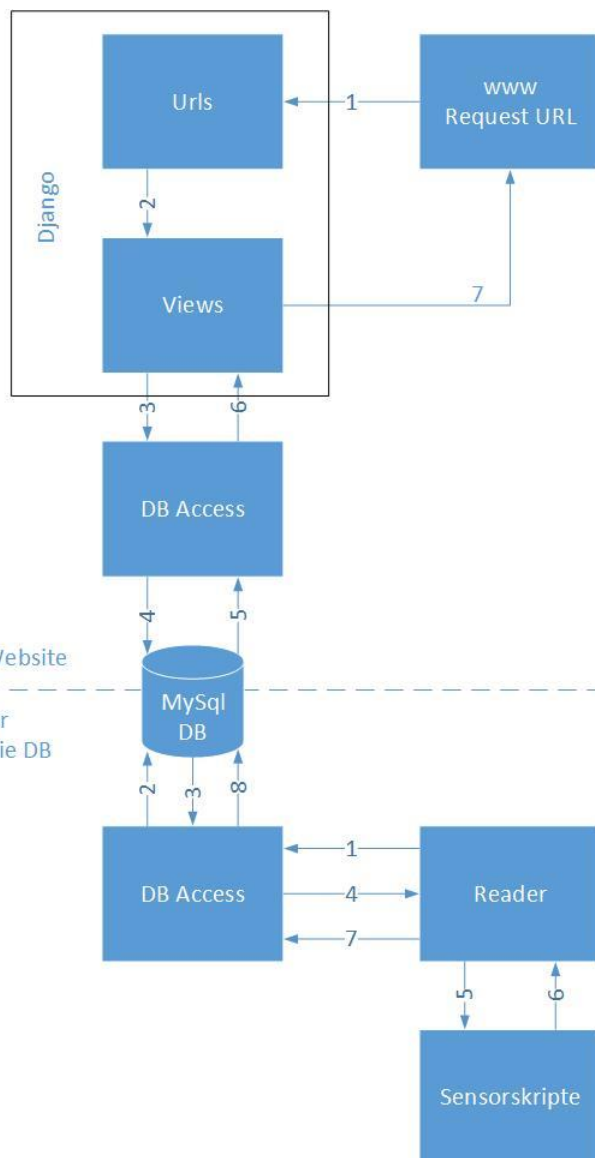 Urls
1
www
Request URL
2
Django
Views
7
3
6
DB Access
4
5
MySql
DB
ie DB
2
3
8
DB Access
1
4
7
Reader
5
6
Sensorskripte